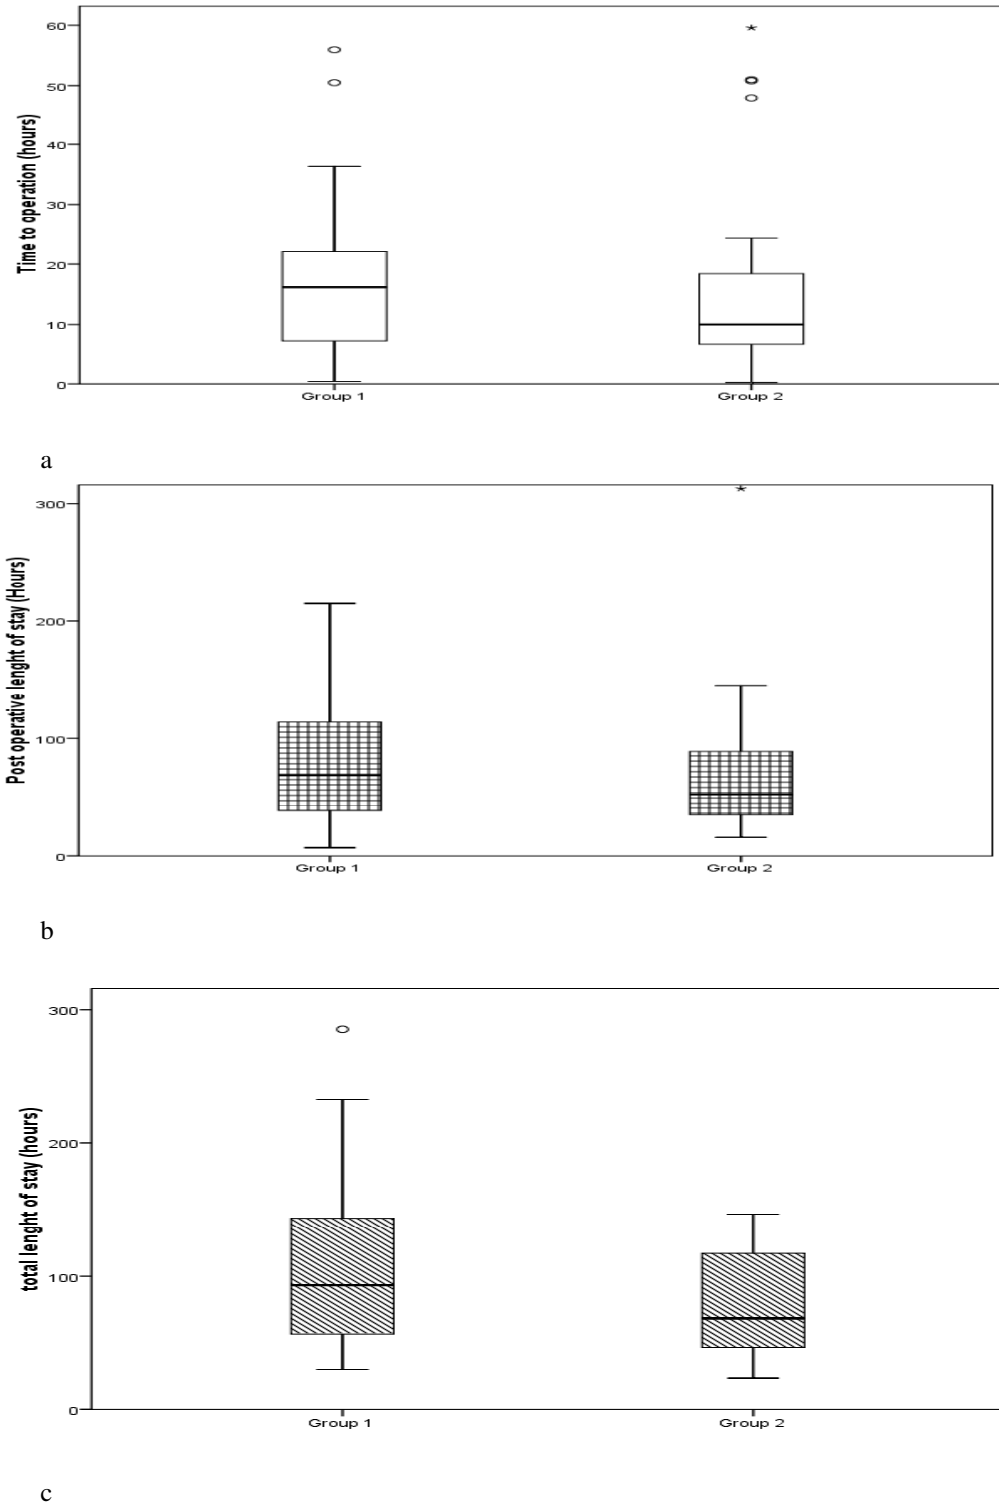 Time to operation (hours)
60
50
40
30
20
10
0
Group 1 Group 2
a
Post operative lenght of stay (Hours)
300
200
100
0
Group 1 Group 2
b
total lenght of stay (hours)
300
200
100
0
Group 1 Group 2
c